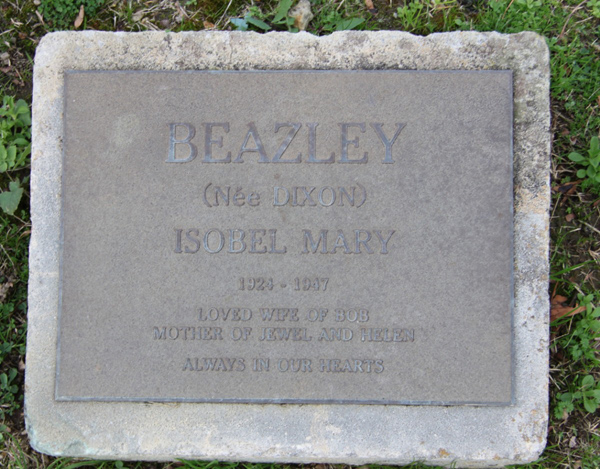 BEAZLEY
(Née DIXON)
ISOBEL MARY
1924 - 1947
LOVED WIFE OF BOB
MOTHER OF JEWEL AND HELEN
ALWAYS IN OUR HEARTS